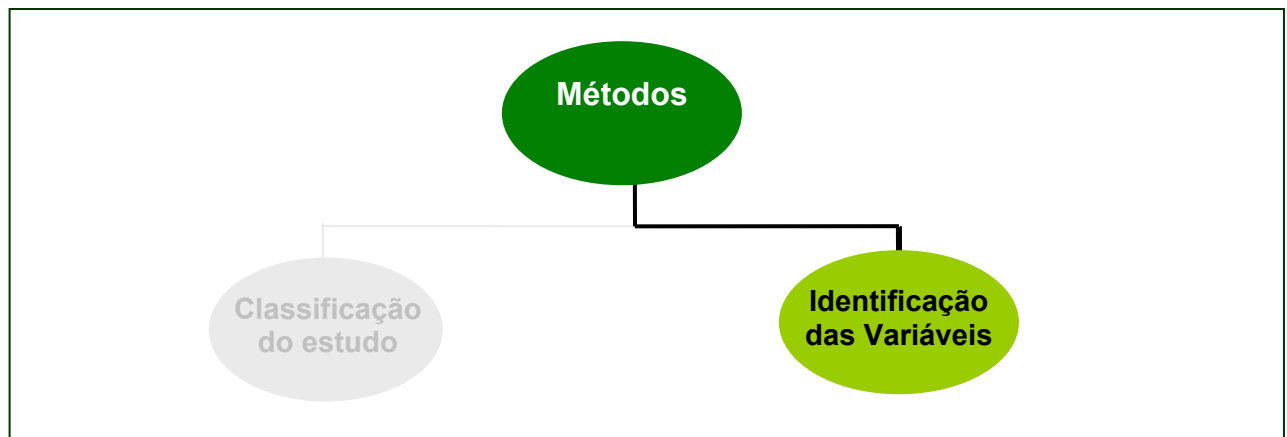 Métodos
Classificação
do estudo
Identificação
das Variáveis